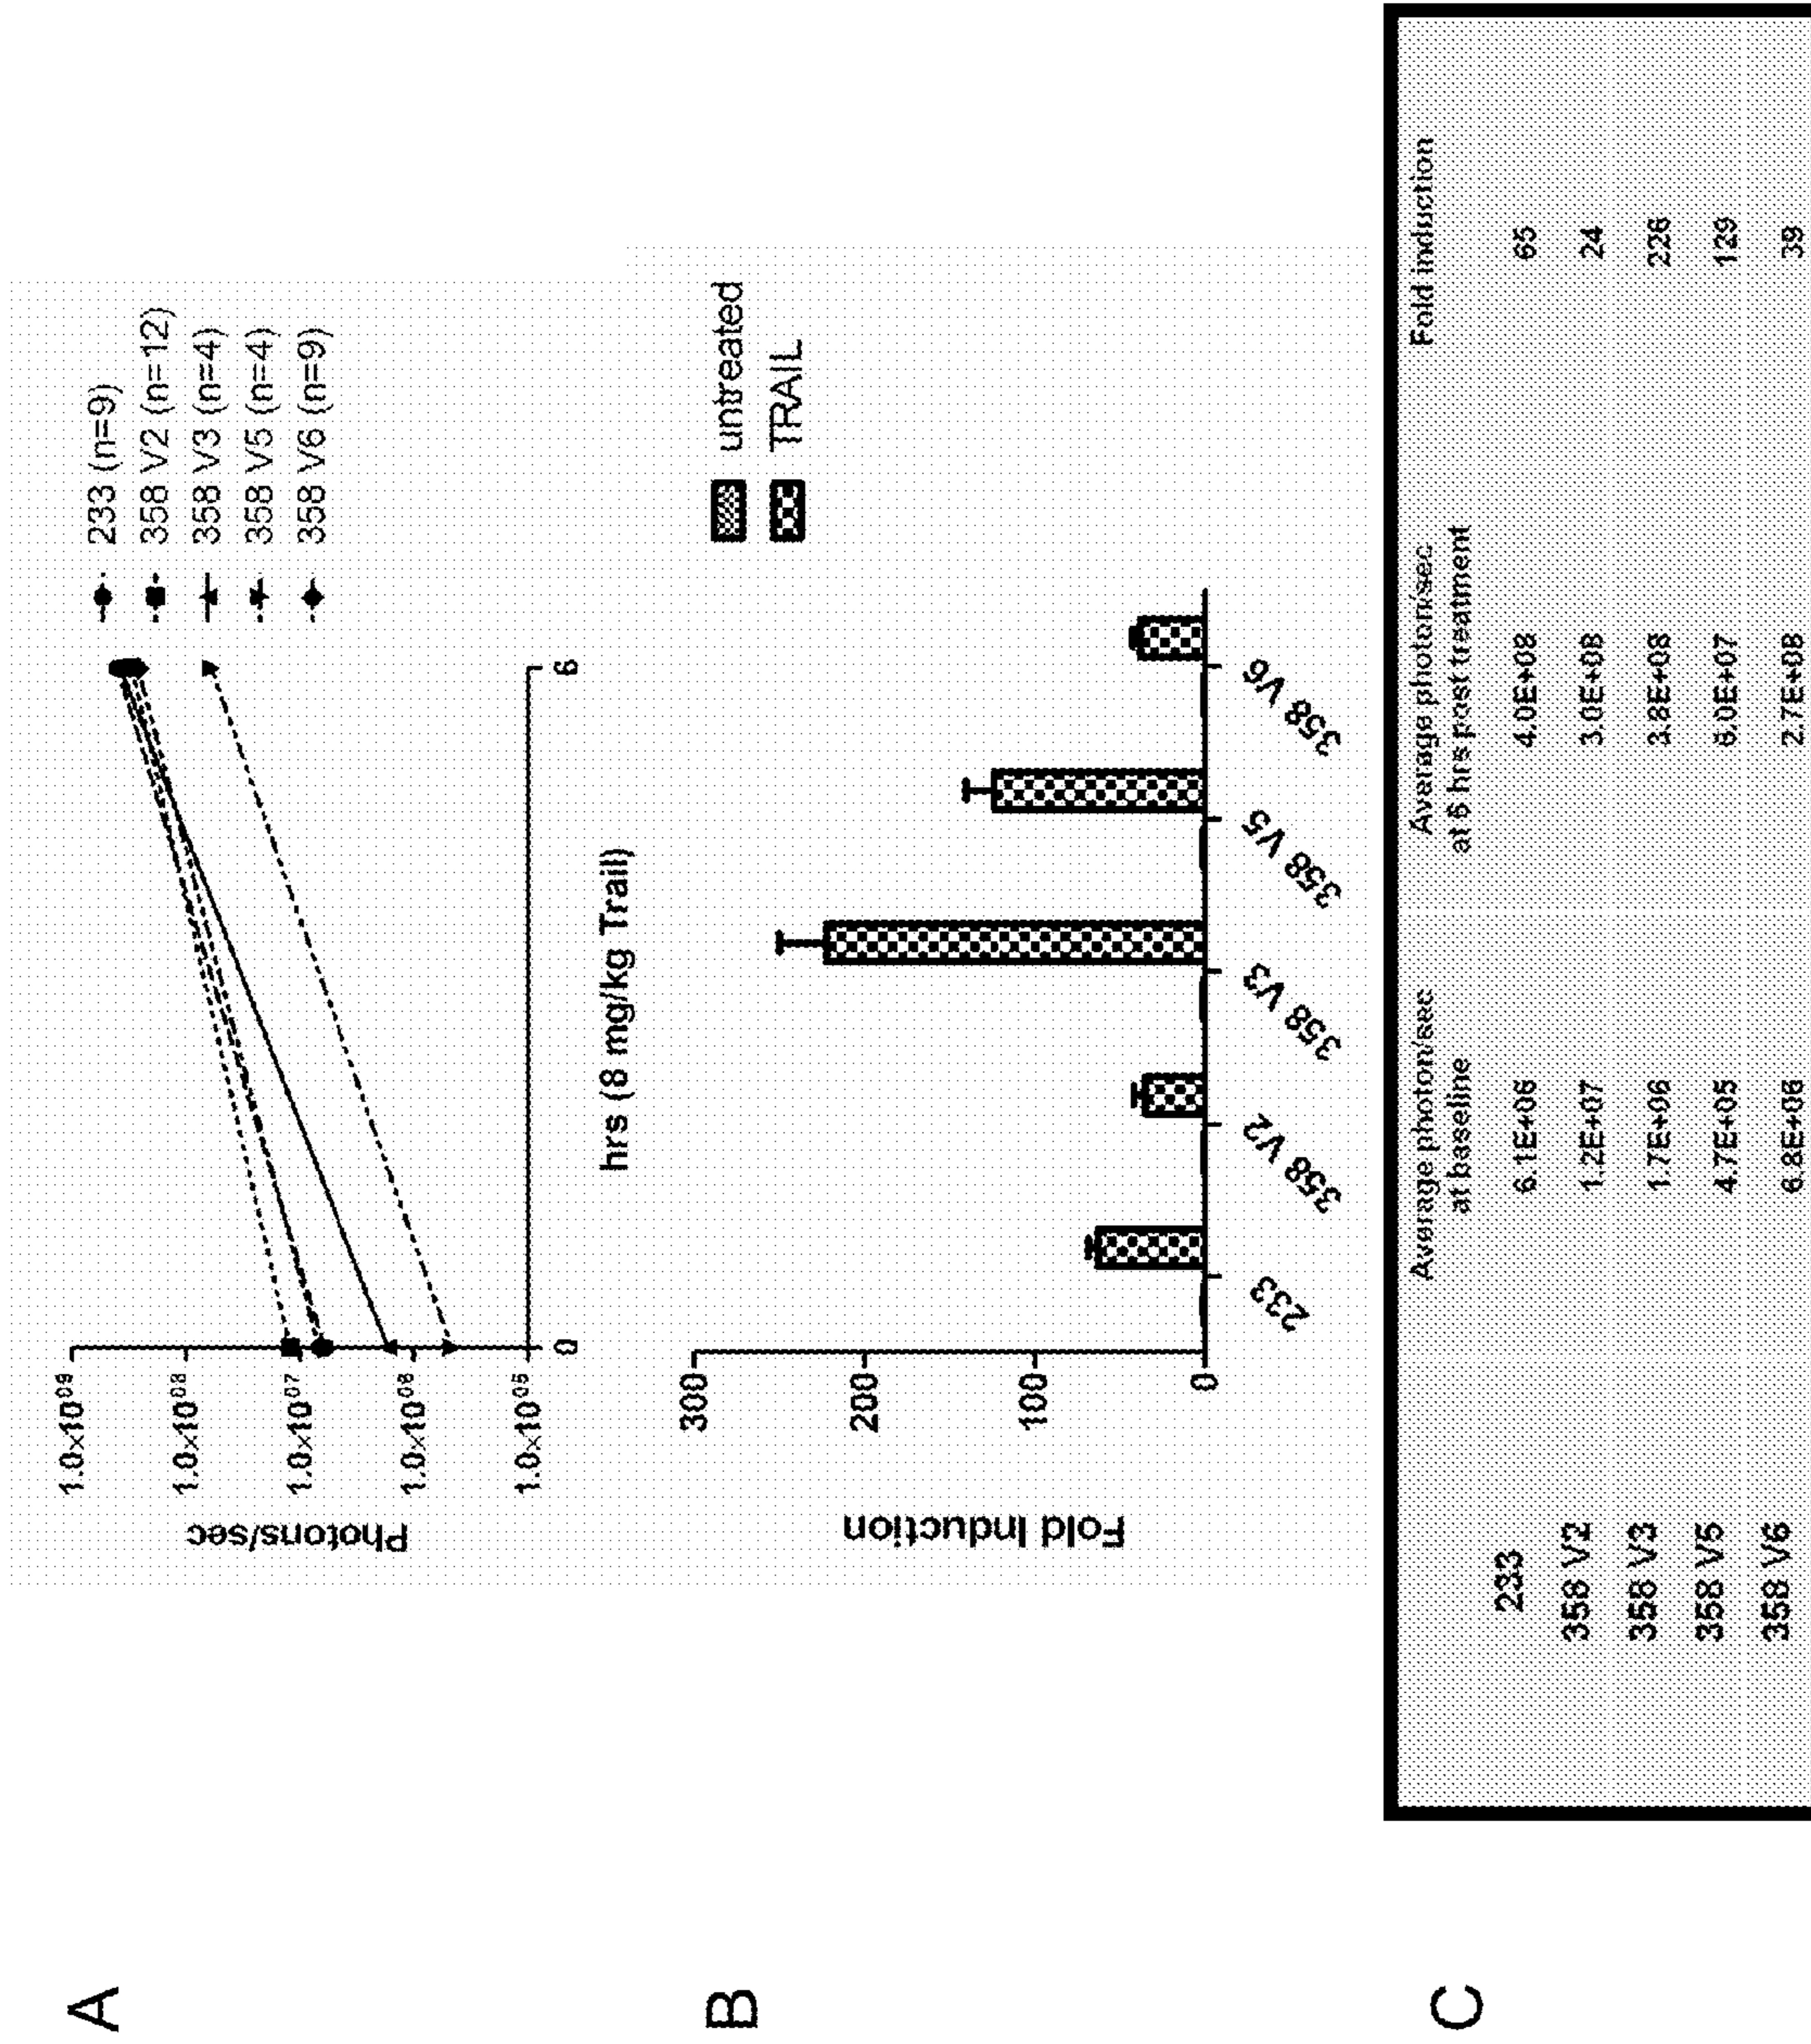 A
Photons/sec
1.0×10⁰⁹
1.0×10⁰⁸
1.0×10⁰⁷
1.0×10⁰⁶
1.0×10⁰⁵
0
6
hrs (8 mg/kg Trail)
233 (n=9)
358 V2 (n=12)
358 V3 (n=4)
358 V5 (n=4)
358 V6 (n=9)
B
Fold Induction
300
200
100
0
233
358 V2
358 V3
358 V5
358 V6
untreated
TRAIL
C
Average photon/sec at baseline
Average photon/sec at 6 hrs post treatment
Fold induction
233 6.1E+06 4.0E+08 65
358 V2 1.2E+07 3.0E+08 24
358 V3 1.7E+06 3.8E+08 226
358 V5 4.7E+05 6.0E+07 129
358 V6 6.8E+06 2.7E+08 39